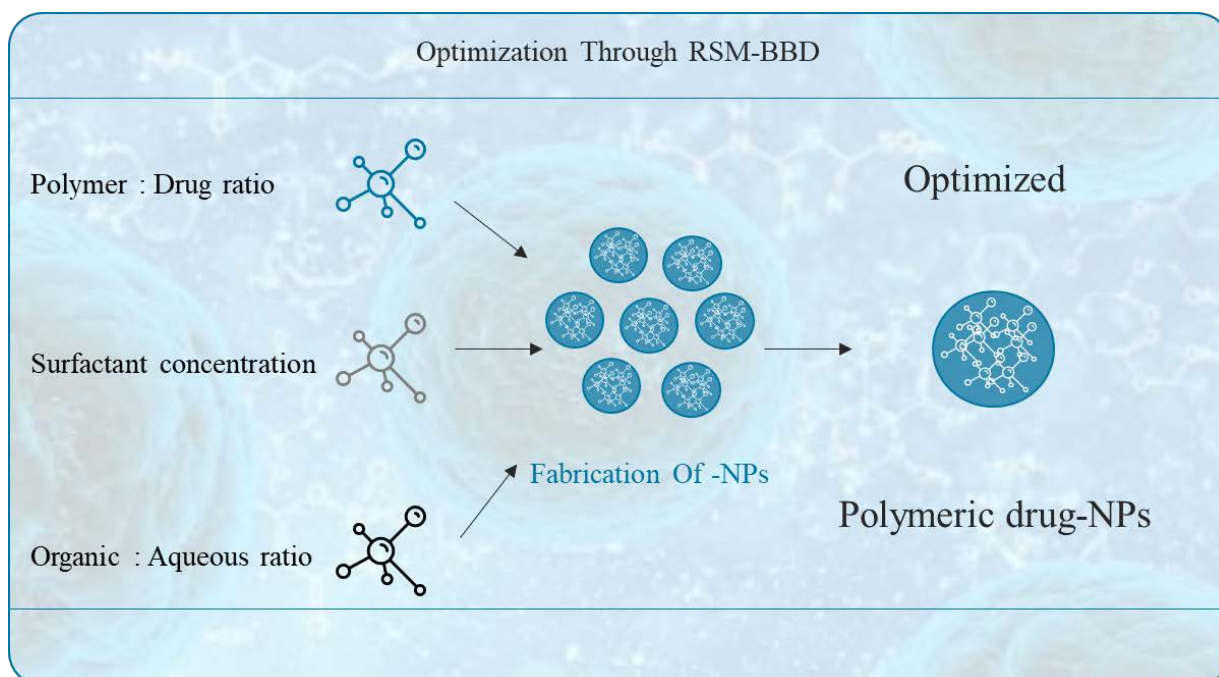 Optimization Through RSM-BBD
Polymer : Drug ratio
Optimized
Surfactant concentration
Fabrication Of -NPs
Organic : Aqueous ratio
Polymeric drug-NPs